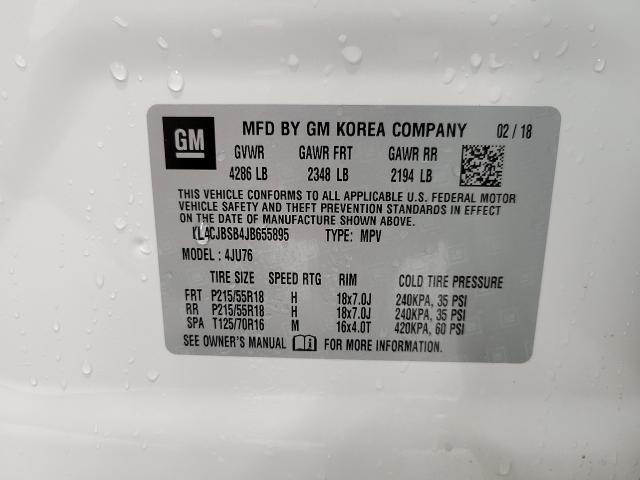 GM MFD BY GM KOREA COMPANY 02 / 18
GVWR GAWR FRT GAWR RR
4286 LB 2348 LB 2194 LB
THIS VEHICLE CONFORMS TO ALL APPLICABLE U.S. FEDERAL MOTOR
VEHICLE SAFETY AND THEFT PREVENTION STANDARDS IN EFFECT
ON THE DATE OF MANUFACTURE SHOWN ABOVE.
KL4CJBSB4JB655895 TYPE: MPV
MODEL : 4JU76
TIRE SIZE SPEED RTG RIM COLD TIRE PRESSURE
FRT P215/55R18 H 18x7.0J 240KPA, 35 PSI
RR P215/55R18 H 18x7.0J 240KPA, 35 PSI
SPA T125/70R16 M 16x4.0T 420KPA, 60 PSI
SEE OWNER'S MANUAL FOR MORE INFORMATION.